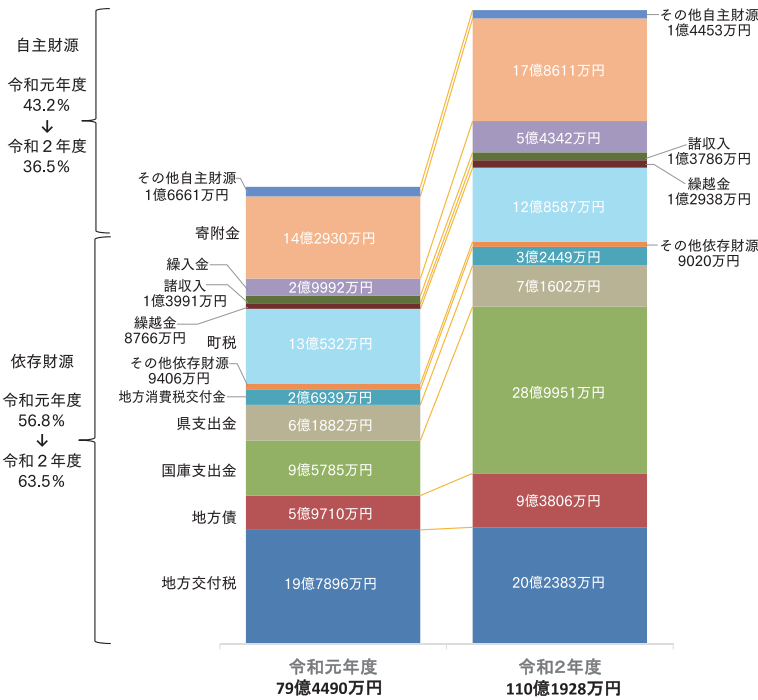 自主財源
令和元年度
43.2%
↓
令和2年度
36.5%
依存財源
令和元年度
56.8%
↓
令和2年度
63.5%
その他自主財源
1億6661万円
寄附金
14億2930万円
繰入金
2億9992万円
諸収入
1億3991万円
繰越金
8766万円
町税
13億532万円
その他依存財源
9406万円
地方消費税交付金
2億6939万円
県支出金
6億1882万円
国庫支出金
9億5785万円
地方債
5億9710万円
地方交付税
19億7896万円
その他自主財源
1億4453万円
17億8611万円
5億4342万円
諸収入
1億3786万円
繰越金
1億2938万円
12億8587万円
その他依存財源
9020万円
3億2449万円
7億1602万円
28億9951万円
9億3806万円
20億2383万円
令和元年度
79億4490万円
令和2年度
110億1928万円